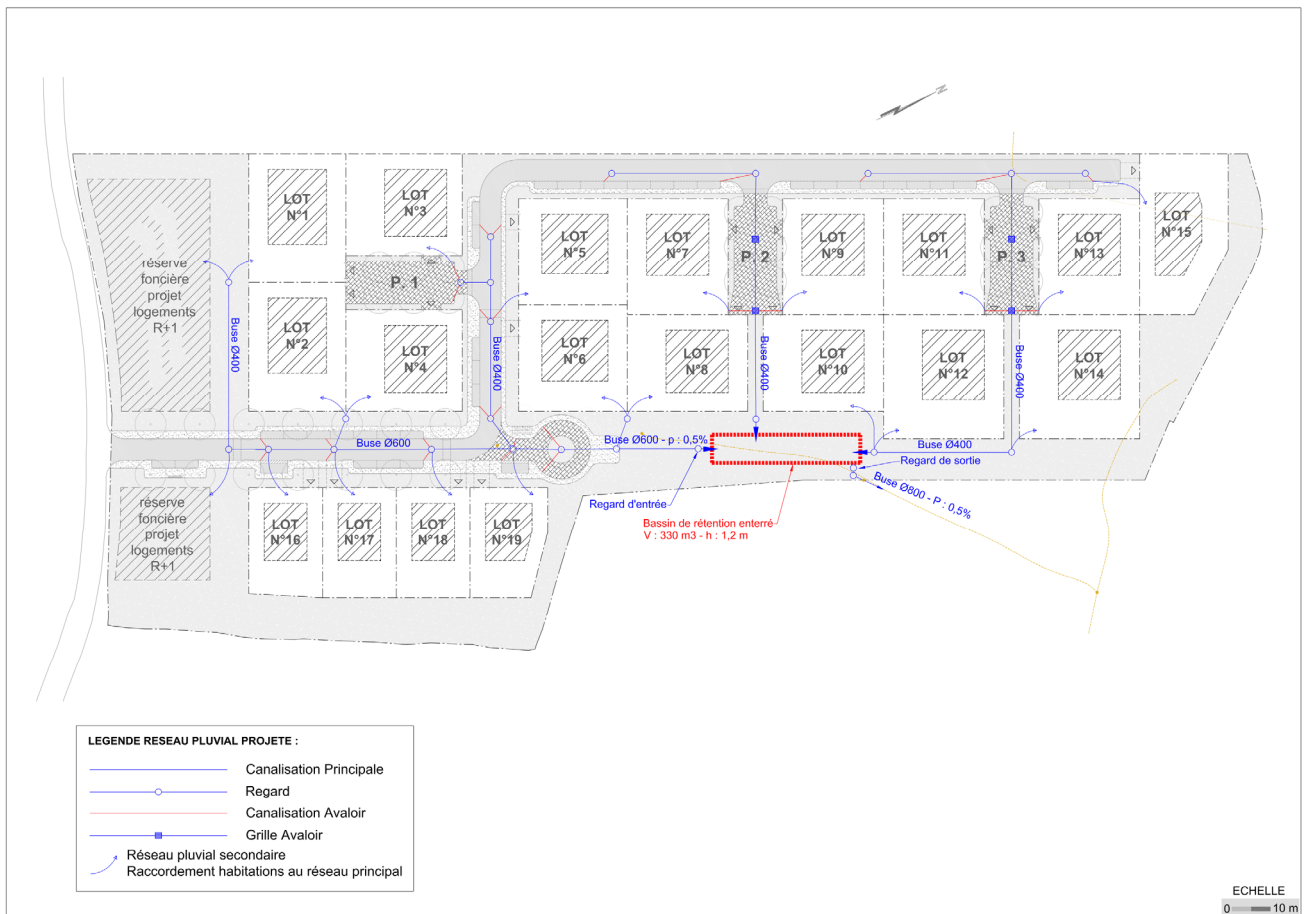 N
LOT
N°1
LOT
N°3
LOT
N°5
LOT
N°7
P. 2
LOT
N°9
LOT
N°11
P. 3
LOT
N°13
LOT
N°15
réserve
foncière
projet
logements
R+1
P. 1
Buse Ø400
LOT
N°2
LOT
N°4
Buse Ø400
LOT
N°6
LOT
N°8
Buse Ø400
LOT
N°10
LOT
N°12
Buse Ø400
LOT
N°14
Buse Ø600
Buse Ø600 - p : 0,5%
Buse Ø400
Regard de sortie
Buse Ø800 - P : 0,5%
Regard d'entrée
Bassin de rétention enterré
V : 330 m3 - h : 1,2 m
réserve
foncière
projet
logements
R+1
LOT
N°16
LOT
N°17
LOT
N°18
LOT
N°19
LEGENDE RESEAU PLUVIAL PROJETE :
Canalisation Principale
Regard
Canalisation Avaloir
Grille Avaloir
Réseau pluvial secondaire
Raccordement habitations au réseau principal
ECHELLE
0 10 m